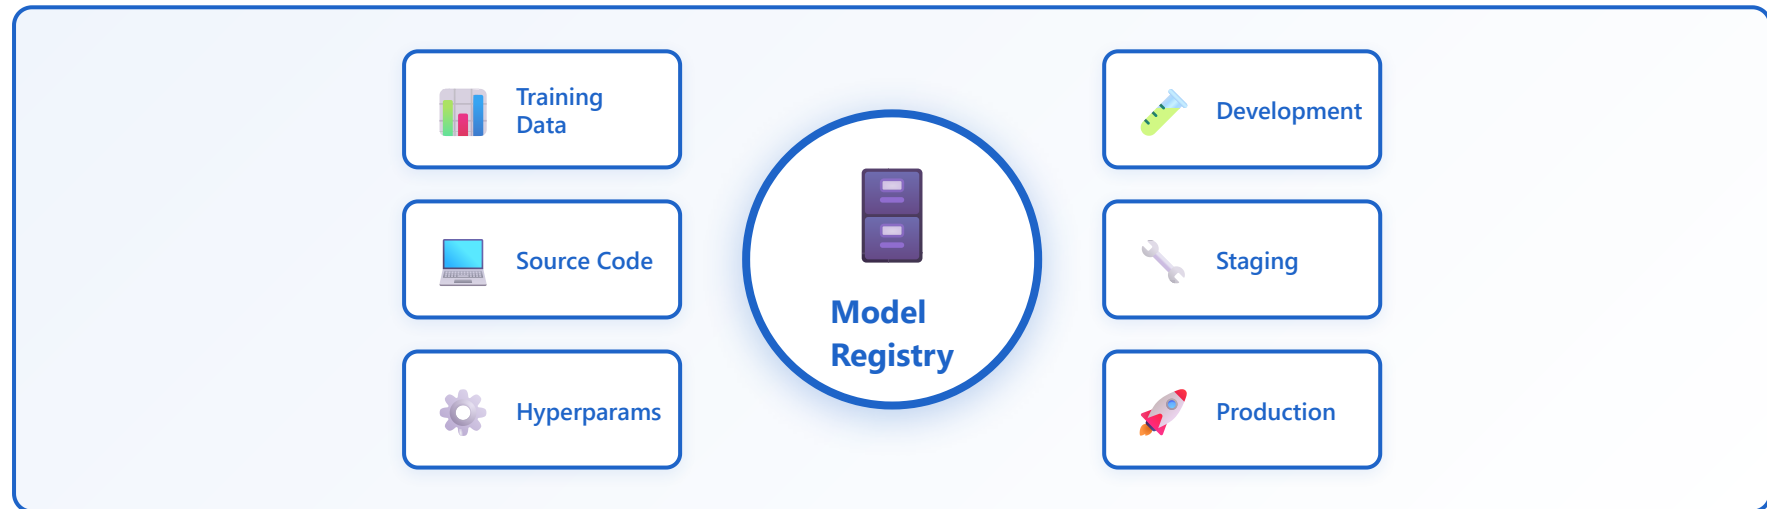 Training
Data
Source Code
Hyperparams
Model
Registry
Development
Staging
Production